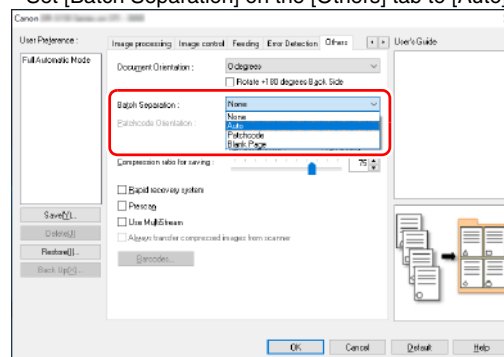 Set [Batch Separation] on the [Others] tab to [Auto]
Canon
User Preference :
Full Automatic Mode
Save(Y)...
Delete(J)
Restore(I)...
Back Up(X)...
Image processing Image control Feeding Error Detection Others
Document Orientation : 0 degrees
Rotate +180 degrees Back Side
Batch Separation : None
None
Patchcode Orientation : Auto
Patchcode
Blank Page
Compression ratio for saving : 75
Rapid recovery system
Prescan
Use MultiStream
Always transfer compressed images from scanner
Barcodes...
User's Guide
OK Cancel Default Help